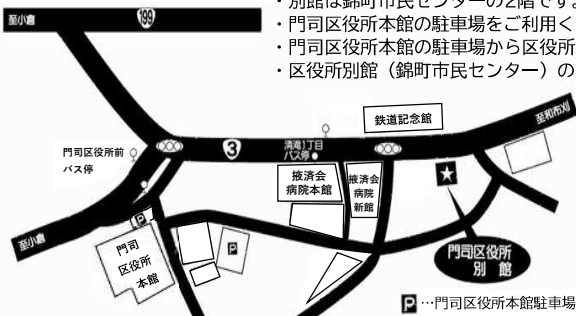 ・別館は錦町市民センターの2階です。
・門司区役所本館の駐車場をご利用く
・門司区役所本館の駐車場から区役所
・区役所別館（錦町市民センター）の
至小倉
199
鉄道記念館
至和布刈
門司区役所前
バス停
3
清滝1丁目
バス停
掖済会
病院本館
掖済会
病院
新館
至小倉
P
門司
区役所
本館
P
門司区役所
別館
P…門司区役所本館駐車場